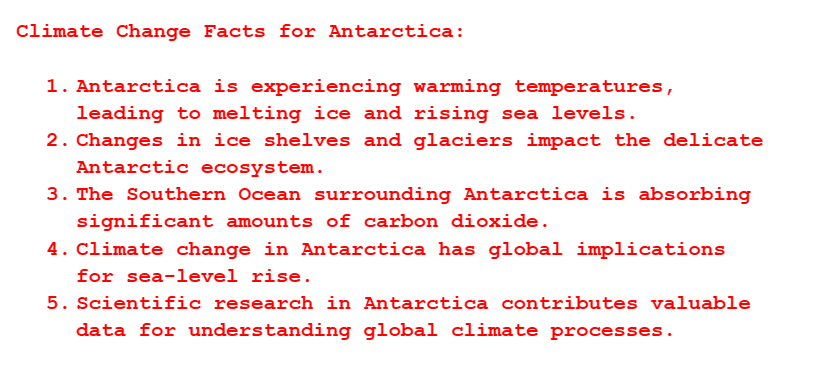 Climate Change Facts for Antarctica:
1. Antarctica is experiencing warming temperatures,
leading to melting ice and rising sea levels.
2. Changes in ice shelves and glaciers impact the delicate
Antarctic ecosystem.
3. The Southern Ocean surrounding Antarctica is absorbing
significant amounts of carbon dioxide.
4. Climate change in Antarctica has global implications
for sea-level rise.
5. Scientific research in Antarctica contributes valuable
data for understanding global climate processes.